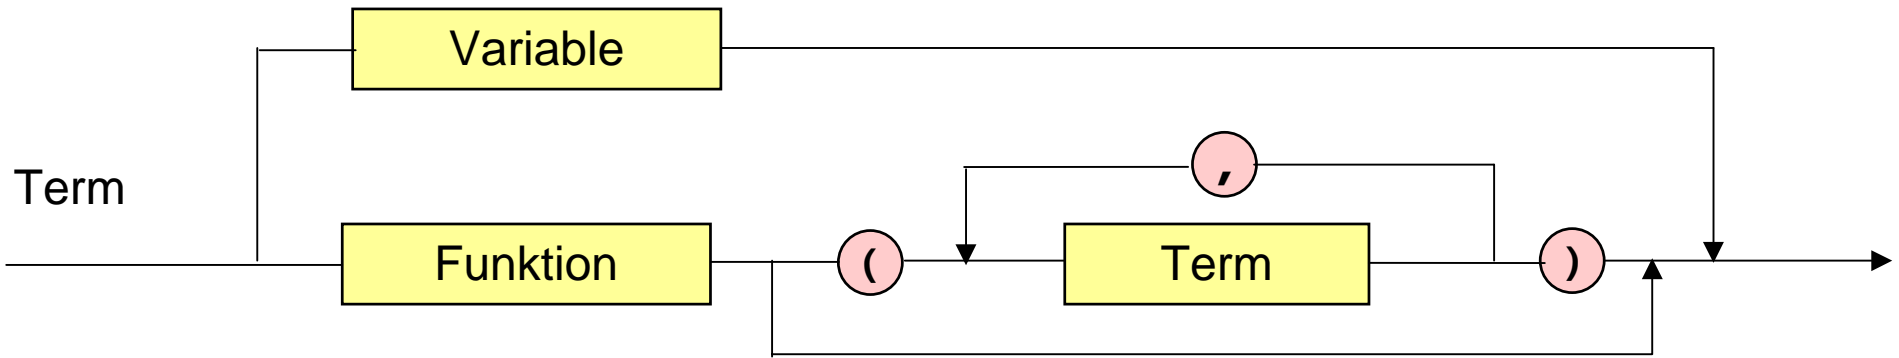 Variable
,
Term
Funktion ( Term )